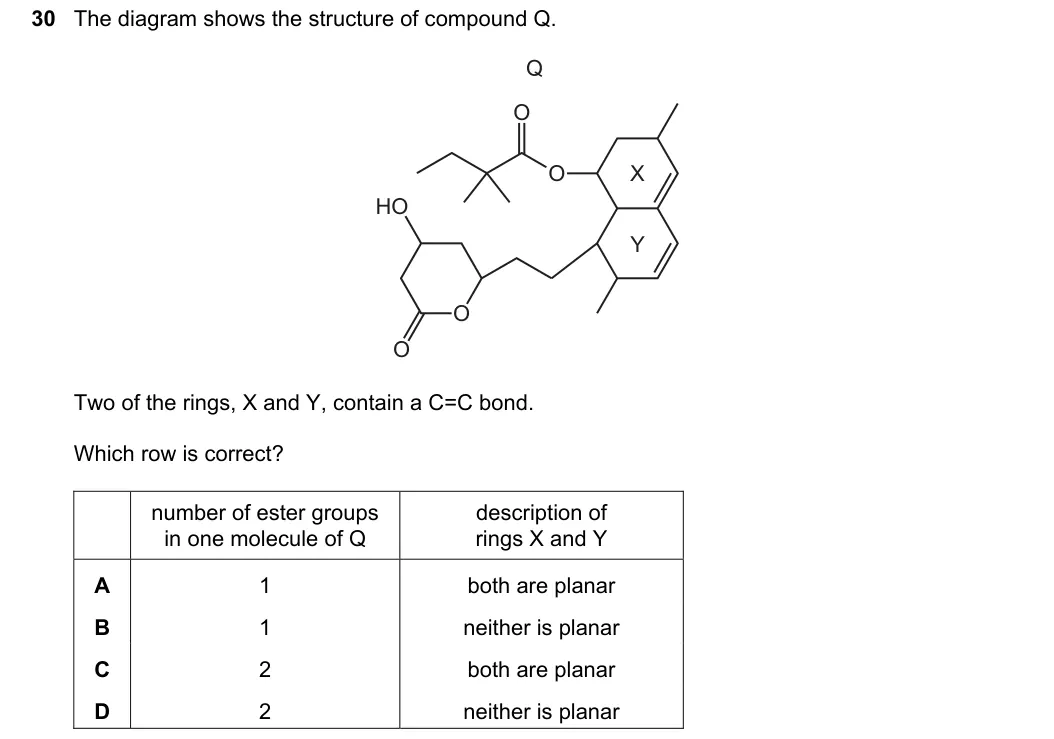 30 The diagram shows the structure of compound Q.
Q
O
O
X
HO
Y
O
O
Two of the rings, X and Y, contain a C=C bond.
Which row is correct?
number of ester groups in one molecule of Q
description of rings X and Y
A 1 both are planar
B 1 neither is planar
C 2 both are planar
D 2 neither is planar